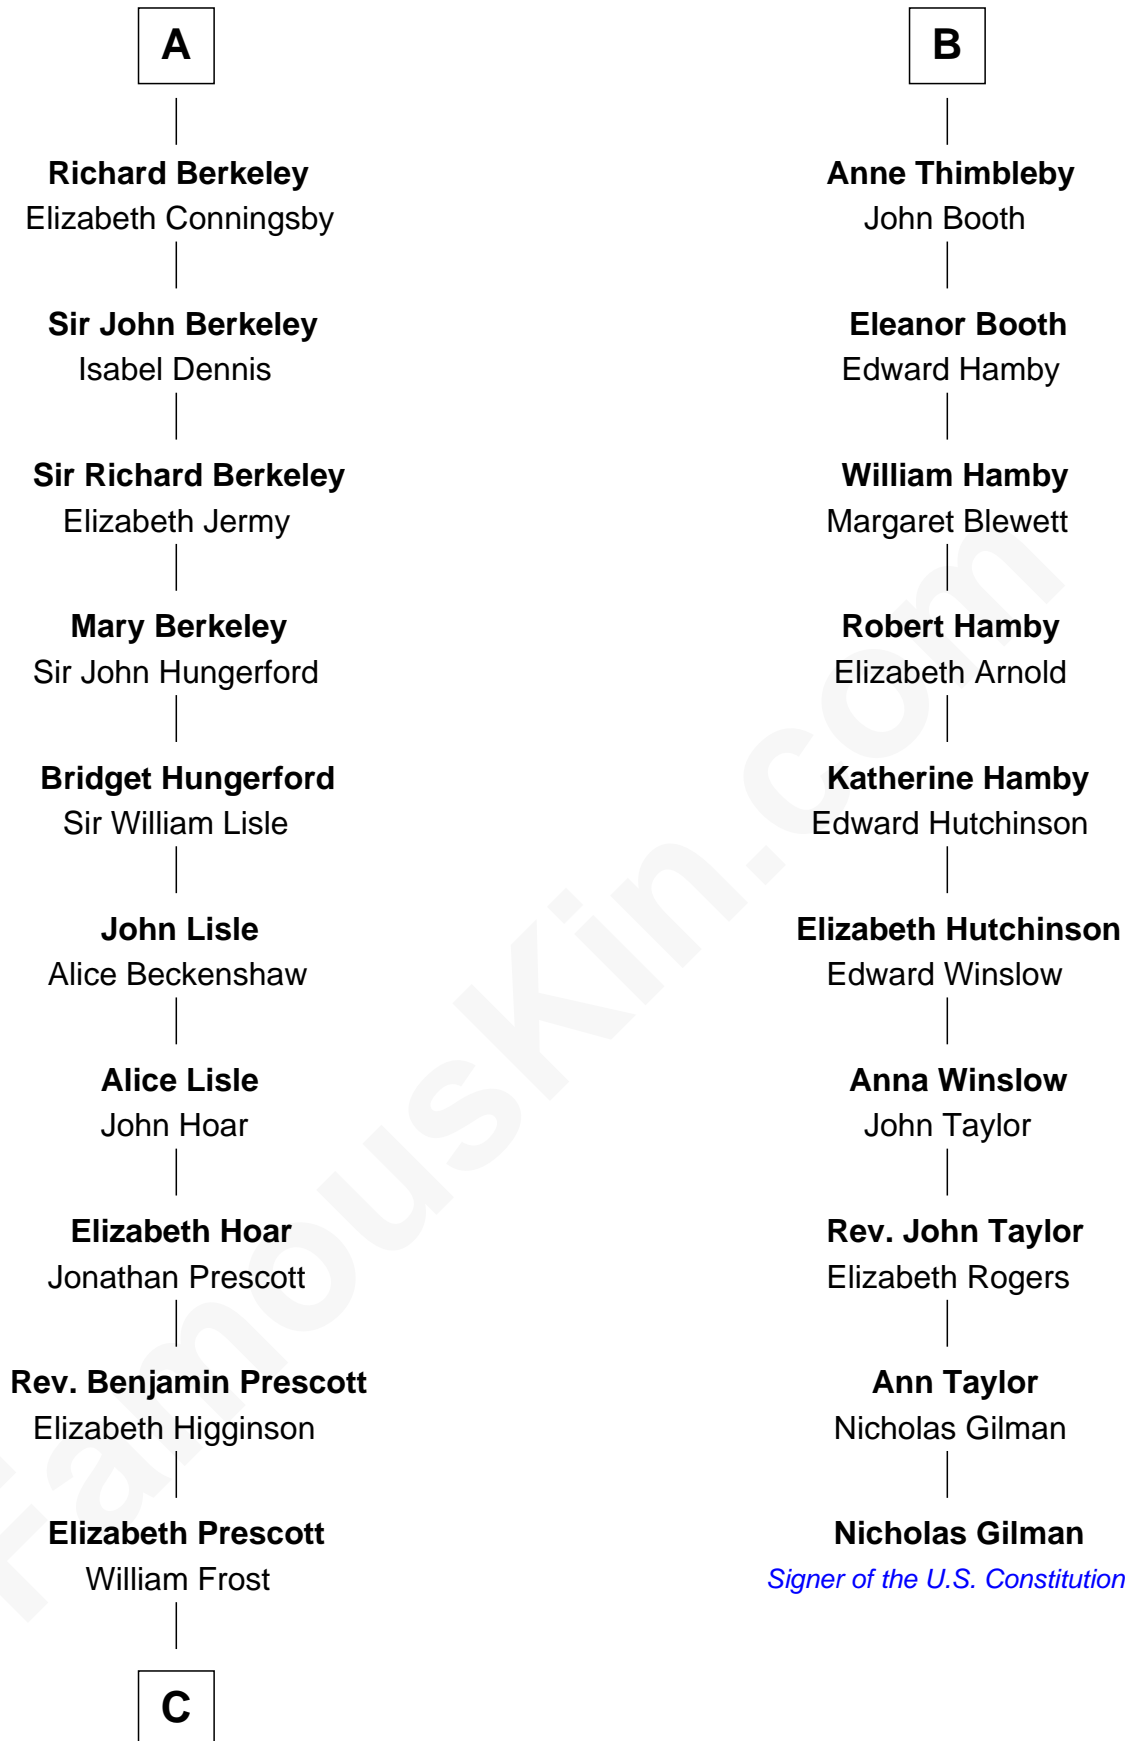 A
Richard Berkeley
Elizabeth Conningsby
Sir John Berkeley
Isabel Dennis
Sir Richard Berkeley
Elizabeth Jermy
Mary Berkeley
Sir John Hungerford
Bridget Hungerford
Sir William Lisle
John Lisle
Alice Beckenshaw
Alice Lisle
John Hoar
Elizabeth Hoar
Jonathan Prescott
Rev. Benjamin Prescott
Elizabeth Higginson
Elizabeth Prescott
William Frost
C
B
Anne Thimbleby
John Booth
Eleanor Booth
Edward Hamby
William Hamby
Margaret Blewett
Robert Hamby
Elizabeth Arnold
Katherine Hamby
Edward Hutchinson
Elizabeth Hutchinson
Edward Winslow
Anna Winslow
John Taylor
Rev. John Taylor
Elizabeth Rogers
Ann Taylor
Nicholas Gilman
Nicholas Gilman
Signer of the U.S. Constitution
FamousKin.com